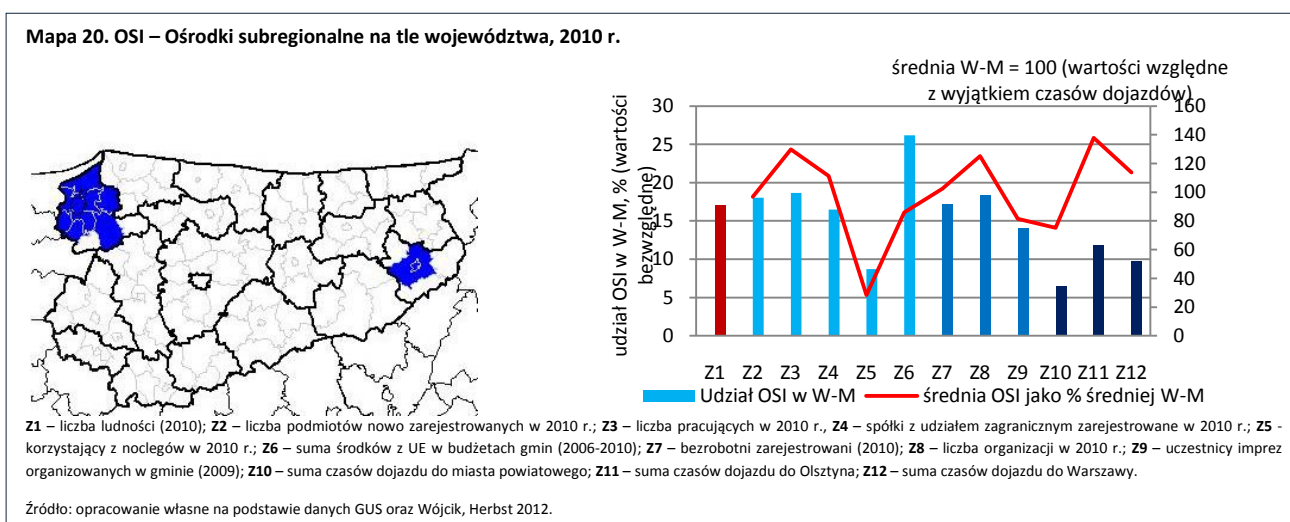 Mapa 20. OSI – Ośrodki subregionalne na tle województwa, 2010 r.
średnia W-M = 100 (wartości względne
z wyjątkiem czasów dojazdów)
udział OSI w W-M, % (wartości
bezwzględne)
30
25
20
15
10
5
0
160
140
120
100
80
60
40
20
0
Z1 Z2 Z3 Z4 Z5 Z6 Z7 Z8 Z9 Z10 Z11 Z12
Udział OSI w W-M średnia OSI jako % średniej W-M
Z1 – liczba ludności (2010); Z2 – liczba podmiotów nowo zarejestrowanych w 2010 r.; Z3 – liczba pracujących w 2010 r., Z4 – spółki z udziałem zagranicznym zarejestrowane w 2010 r.; Z5 -
korzystający z noclegów w 2010 r.; Z6 – suma środków z UE w budżetach gmin (2006-2010); Z7 – bezrobotni zarejestrowani (2010); Z8 – liczba organizacji w 2010 r.; Z9 – uczestnicy imprez
organizowanych w gminie (2009); Z10 – suma czasów dojazdu do miasta powiatowego; Z11 – suma czasów dojazdu do Olsztyna; Z12 – suma czasów dojazdu do Warszawy.
Źródło: opracowanie własne na podstawie danych GUS oraz Wójcik, Herbst 2012.